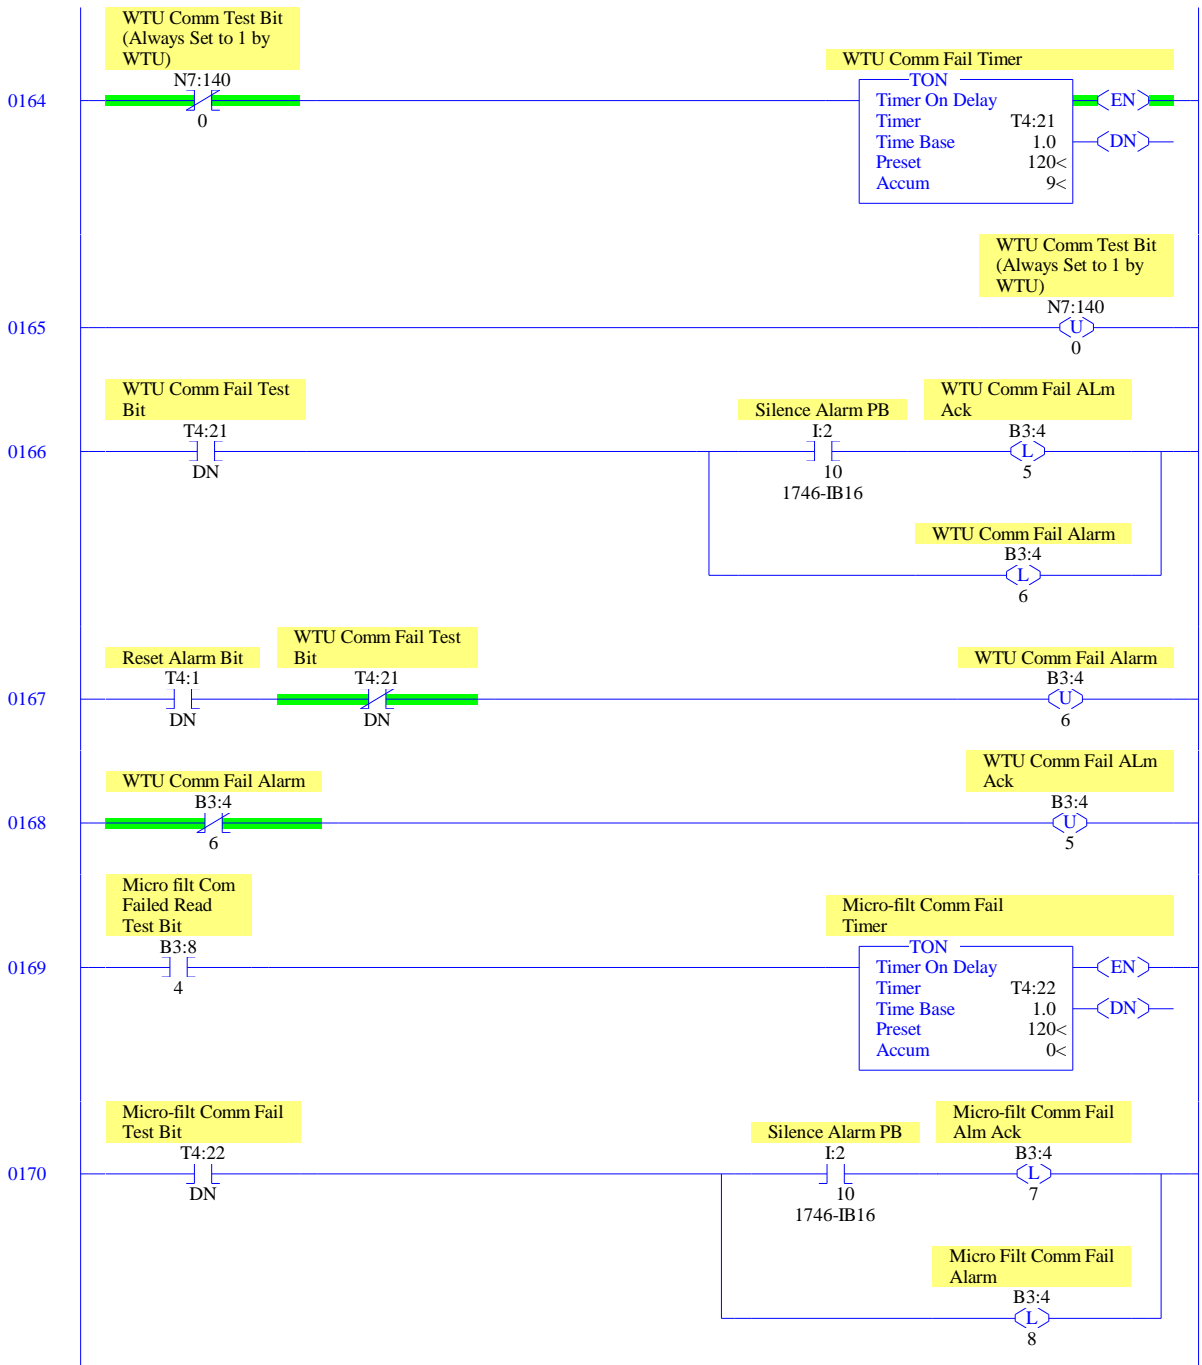 WTU Comm Test Bit
(Always Set to 1 by
WTU)
N7:140
0
WTU Comm Fail Timer
TON
Timer On Delay
Timer T4:21
Time Base 1.0
Preset 120<
Accum 9<
EN
DN
0164
WTU Comm Test Bit
(Always Set to 1 by
WTU)
N7:140
U
0
0165
WTU Comm Fail Test
Bit
T4:21
DN
Silence Alarm PB
I:2
10
1746-IB16
WTU Comm Fail ALm
Ack
B3:4
L
5
0166
WTU Comm Fail Alarm
B3:4
L
6
Reset Alarm Bit
T4:1
DN
WTU Comm Fail Test
Bit
T4:21
DN
WTU Comm Fail Alarm
B3:4
U
6
0167
WTU Comm Fail Alarm
B3:4
6
WTU Comm Fail ALm
Ack
B3:4
U
5
0168
Micro filt Com
Failed Read
Test Bit
B3:8
4
Micro-filt Comm Fail
Timer
TON
Timer On Delay
Timer T4:22
Time Base 1.0
Preset 120<
Accum 0<
EN
DN
0169
Micro-filt Comm Fail
Test Bit
T4:22
DN
Silence Alarm PB
I:2
10
1746-IB16
Micro-filt Comm Fail
Alm Ack
B3:4
L
7
0170
Micro Filt Comm Fail
Alarm
B3:4
L
8